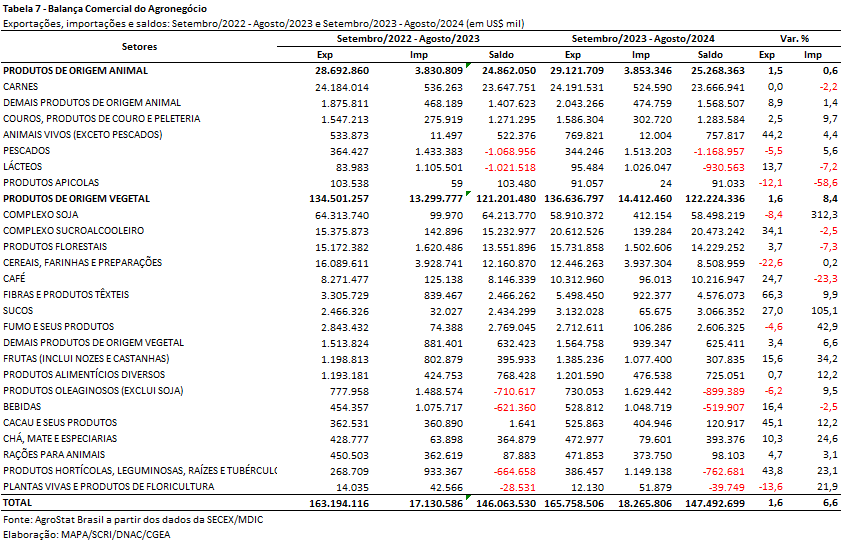 Tabela 7 - Balança Comercial do Agronegócio
Exportações, importações e saldos: Setembro/2022 - Agosto/2023 e Setembro/2023 - Agosto/2024 (em US$ mil)
Setores Setembro/2022 - Agosto/2023 Setembro/2023 - Agosto/2024 Var. %
Exp Imp Saldo Exp Imp Saldo Exp Imp
PRODUTOS DE ORIGEM ANIMAL 28.692.860 3.830.809 24.862.050 29.121.709 3.853.346 25.268.363 1,5 0,6
CARNES 24.184.014 536.263 23.647.751 24.191.531 524.590 23.666.941 0,0 -2,2
DEMAIS PRODUTOS DE ORIGEM ANIMAL 1.875.811 468.189 1.407.623 2.043.266 474.759 1.568.507 8,9 1,4
COUROS, PRODUTOS DE COURO E PELETERIA 1.547.213 275.919 1.271.295 1.586.304 302.720 1.283.584 2,5 9,7
ANIMAIS VIVOS (EXCETO PESCADOS) 533.873 11.497 522.376 769.821 12.004 757.817 44,2 4,4
PESCADOS 364.427 1.433.383 -1.068.956 344.246 1.513.203 -1.168.957 -5,5 5,6
LÁCTEOS 83.983 1.105.501 -1.021.518 95.484 1.026.047 -930.563 13,7 -7,2
PRODUTOS APICOLAS 103.538 59 103.480 91.057 24 91.033 -12,1 -58,6
PRODUTOS DE ORIGEM VEGETAL 134.501.257 13.299.777 121.201.480 136.636.797 14.412.460 122.224.336 1,6 8,4
COMPLEXO SOJA 64.313.740 99.970 64.213.770 58.910.372 412.154 58.498.219 -8,4 312,3
COMPLEXO SUCROALCOOLEIRO 15.375.873 142.896 15.232.977 20.612.526 139.284 20.473.242 34,1 -2,5
PRODUTOS FLORESTAIS 15.172.382 1.620.486 13.551.896 15.731.858 1.502.606 14.229.252 3,7 -7,3
CEREAIS, FARINHAS E PREPARAÇÕES 16.089.611 3.928.741 12.160.870 12.446.263 3.937.304 8.508.959 -22,6 0,2
CAFÉ 8.271.477 125.138 8.146.339 10.312.960 96.013 10.216.947 24,7 -23,3
FIBRAS E PRODUTOS TÊXTEIS 3.305.729 839.467 2.466.262 5.498.450 922.377 4.576.073 66,3 9,9
SUCOS 2.466.326 32.027 2.434.299 3.132.028 65.675 3.066.352 27,0 105,1
FUMO E SEUS PRODUTOS 2.843.432 74.388 2.769.045 2.712.611 106.286 2.606.325 -4,6 42,9
DEMAIS PRODUTOS DE ORIGEM VEGETAL 1.513.824 881.401 632.423 1.564.758 939.347 625.411 3,4 6,6
FRUTAS (INCLUI NOZES E CASTANHAS) 1.198.813 802.879 395.933 1.385.236 1.077.400 307.835 15,6 34,2
PRODUTOS ALIMENTÍCIOS DIVERSOS 1.193.181 424.753 768.428 1.201.590 476.538 725.051 0,7 12,2
PRODUTOS OLEAGINOSOS (EXCLUI SOJA) 777.958 1.488.574 -710.617 730.053 1.629.442 -899.389 -6,2 9,5
BEBIDAS 454.357 1.075.717 -621.360 528.812 1.048.719 -519.907 16,4 -2,5
CACAU E SEUS PRODUTOS 362.531 360.890 1.641 525.863 404.946 120.917 45,1 12,2
CHÁ, MATE E ESPECIARIAS 428.777 63.898 364.879 472.977 79.601 393.376 10,3 24,6
RAÇÕES PARA ANIMAIS 450.503 362.619 87.883 471.853 373.750 98.103 4,7 3,1
PRODUTOS HORTÍCOLAS, LEGUMINOSAS, RAÍZES E TUBÉRCULO 268.709 933.367 -664.658 386.457 1.149.138 -762.681 43,8 23,1
PLANTAS VIVAS E PRODUTOS DE FLORICULTURA 14.035 42.566 -28.531 12.130 51.879 -39.749 -13,6 21,9
TOTAL 163.194.116 17.130.586 146.063.530 165.758.506 18.265.806 147.492.699 1,6 6,6
Fonte: AgroStat Brasil a partir dos dados da SECEX/MDIC
Elaboração: MAPA/SCRI/DNAC/CGEA